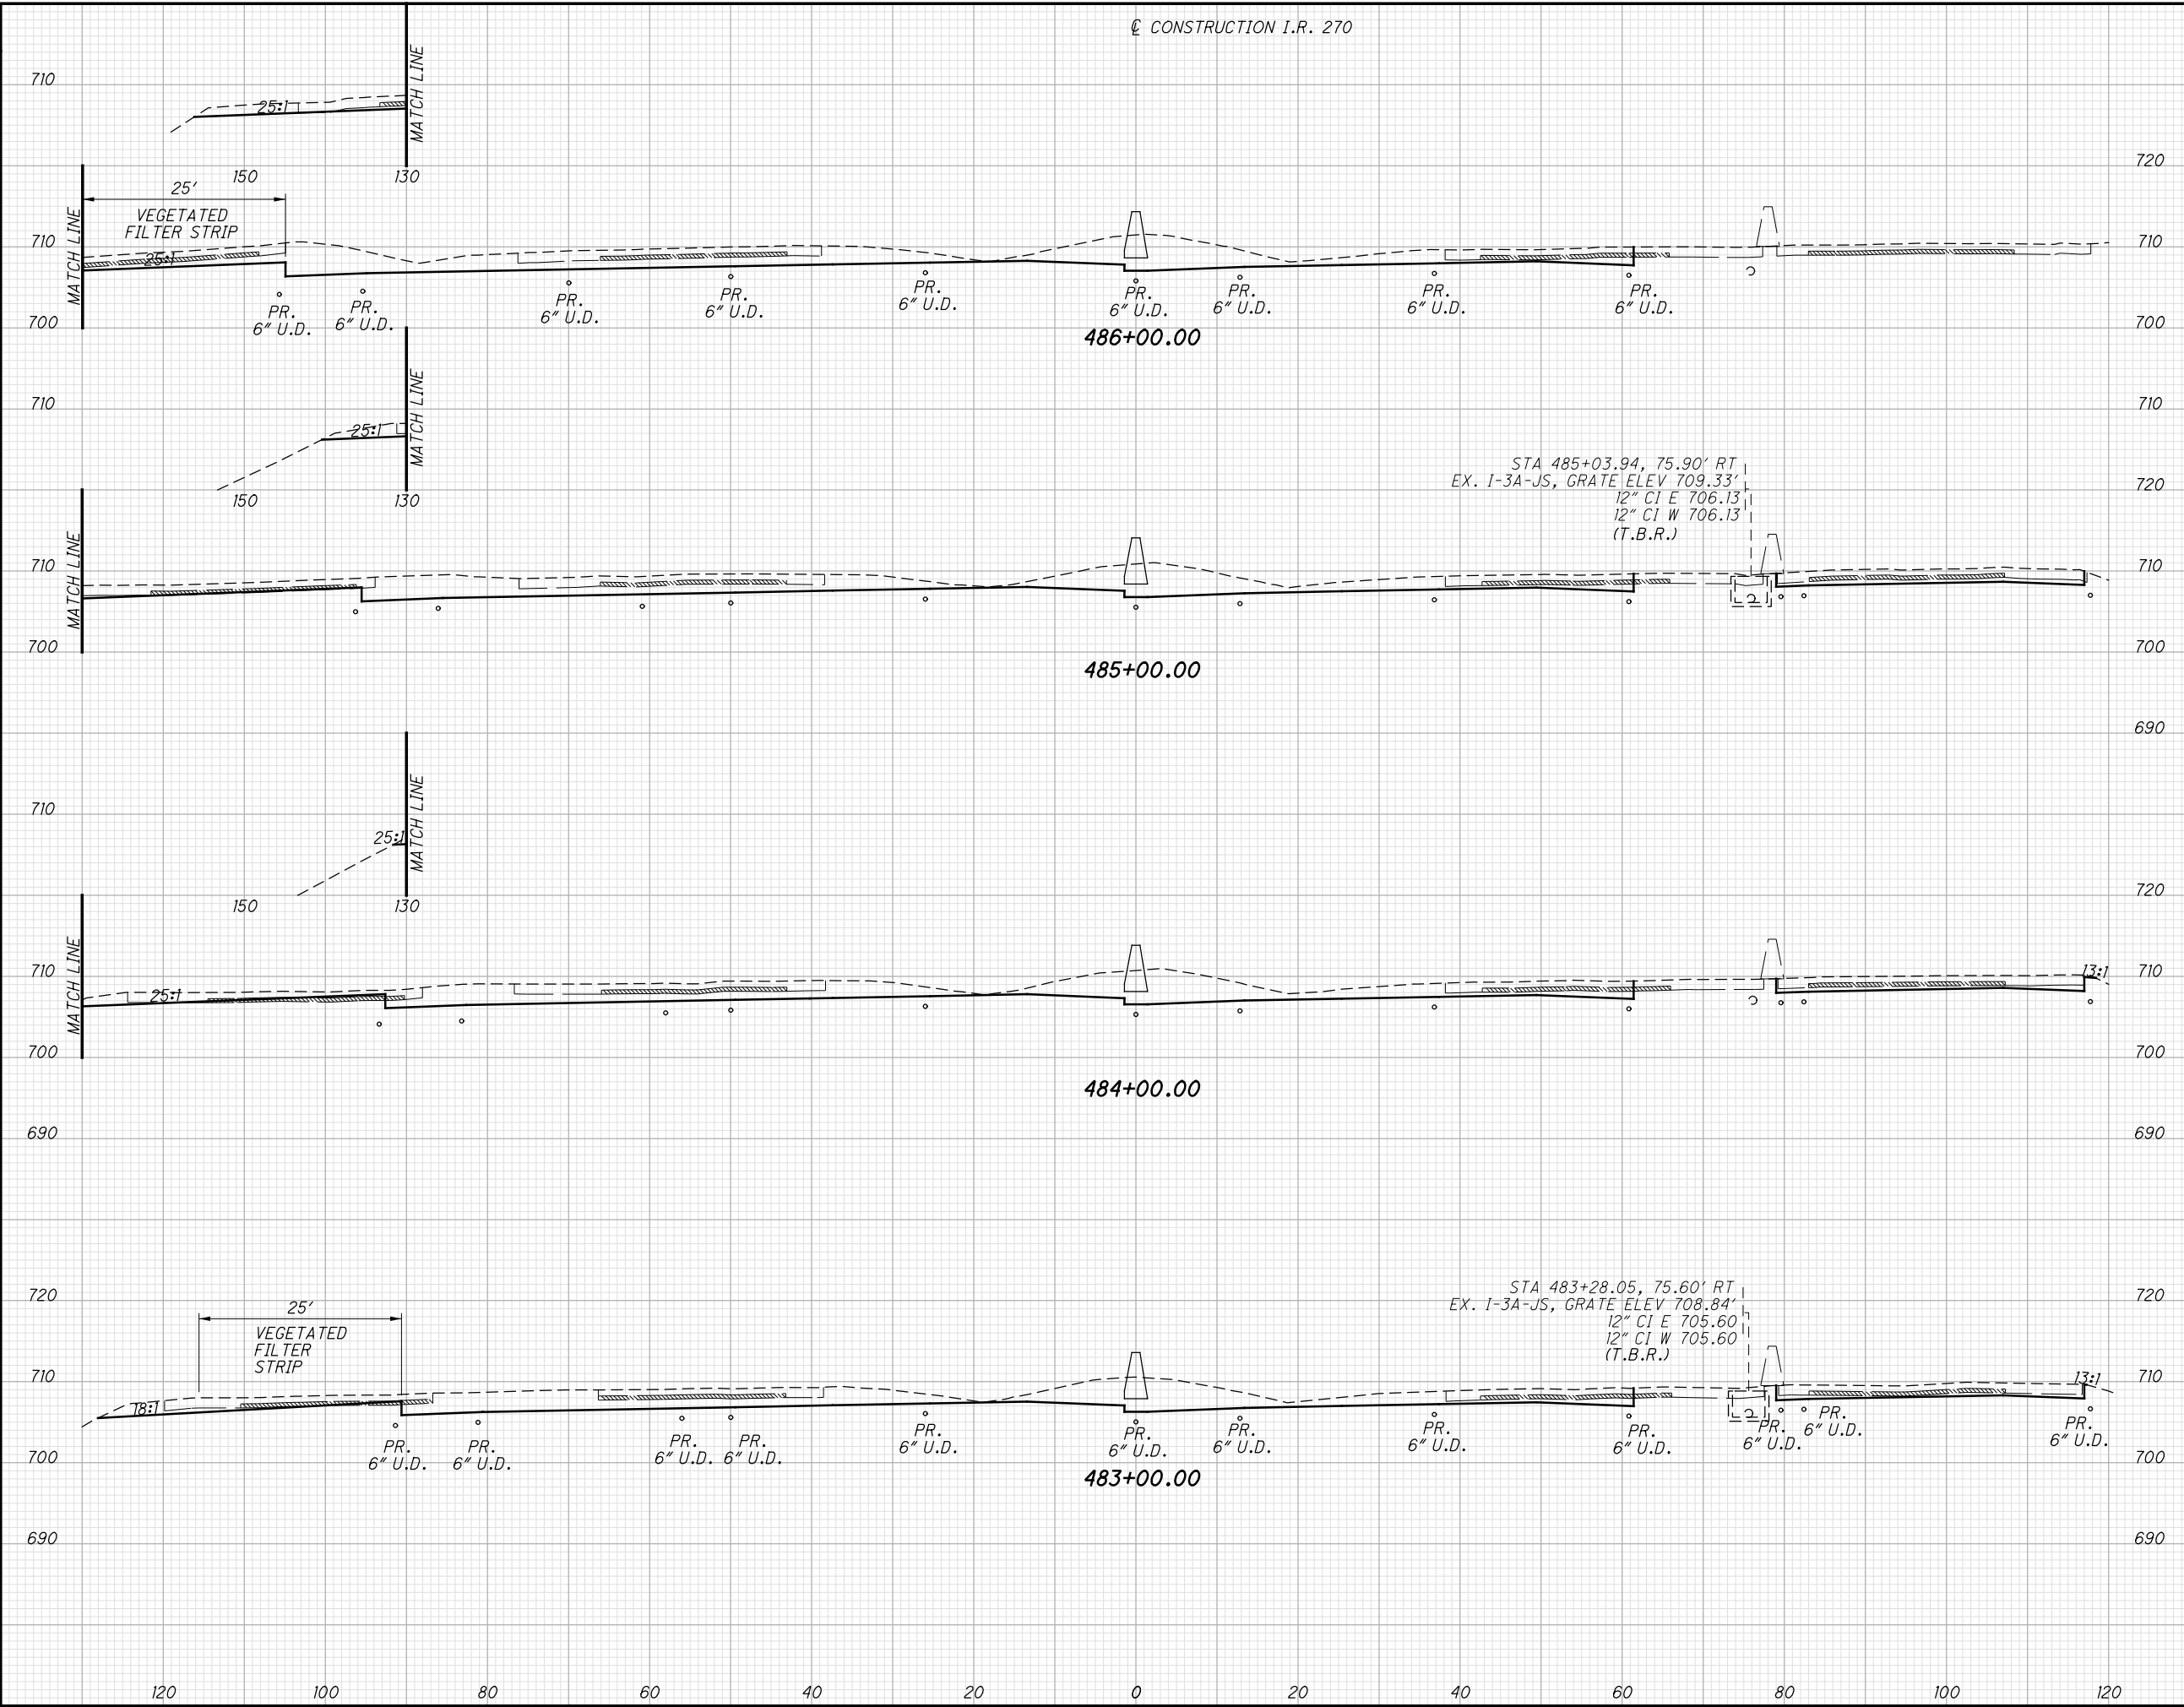 ℄ CONSTRUCTION I.R. 270
710
25:1
MATCH LINE
150
130
720
720
25'
VEGETATED
FILTER STRIP
MATCH LINE
710
25:1
710
PR.
6" U.D.
PR.
6" U.D.
PR.
6" U.D.
PR.
6" U.D.
PR.
6" U.D.
PR.
6" U.D.
PR.
6" U.D.
PR.
6" U.D.
PR.
6" U.D.
700
700
486+00.00
710
25:1
MATCH LINE
710
150
130
STA 485+03.94, 75.90' RT
EX. I-3A-JS, GRATE ELEV 709.33'
12" CI E 706.13
12" CI W 706.13
(T.B.R.)
720
MATCH LINE
710
710
700
700
485+00.00
690
710
25:1
MATCH LINE
150
130
720
MATCH LINE
710
25:1
13:1
710
700
700
484+00.00
690
690
720
25'
VEGETATED
FILTER
STRIP
STA 483+28.05, 75.60' RT
EX. I-3A-JS, GRATE ELEV 708.84'
12" CI E 705.60
12" CI W 705.60
(T.B.R.)
720
710
18:1
13:1
710
PR.
6" U.D.
PR.
6" U.D.
PR.
6" U.D.
PR.
6" U.D.
PR.
6" U.D.
PR.
6" U.D.
PR.
6" U.D.
PR.
6" U.D.
PR.
6" U.D.
PR.
6" U.D.
PR.
6" U.D.
PR.
6" U.D.
700
700
483+00.00
690
690
120 100 80 60 40 20 0 20 40 60 80 100 120